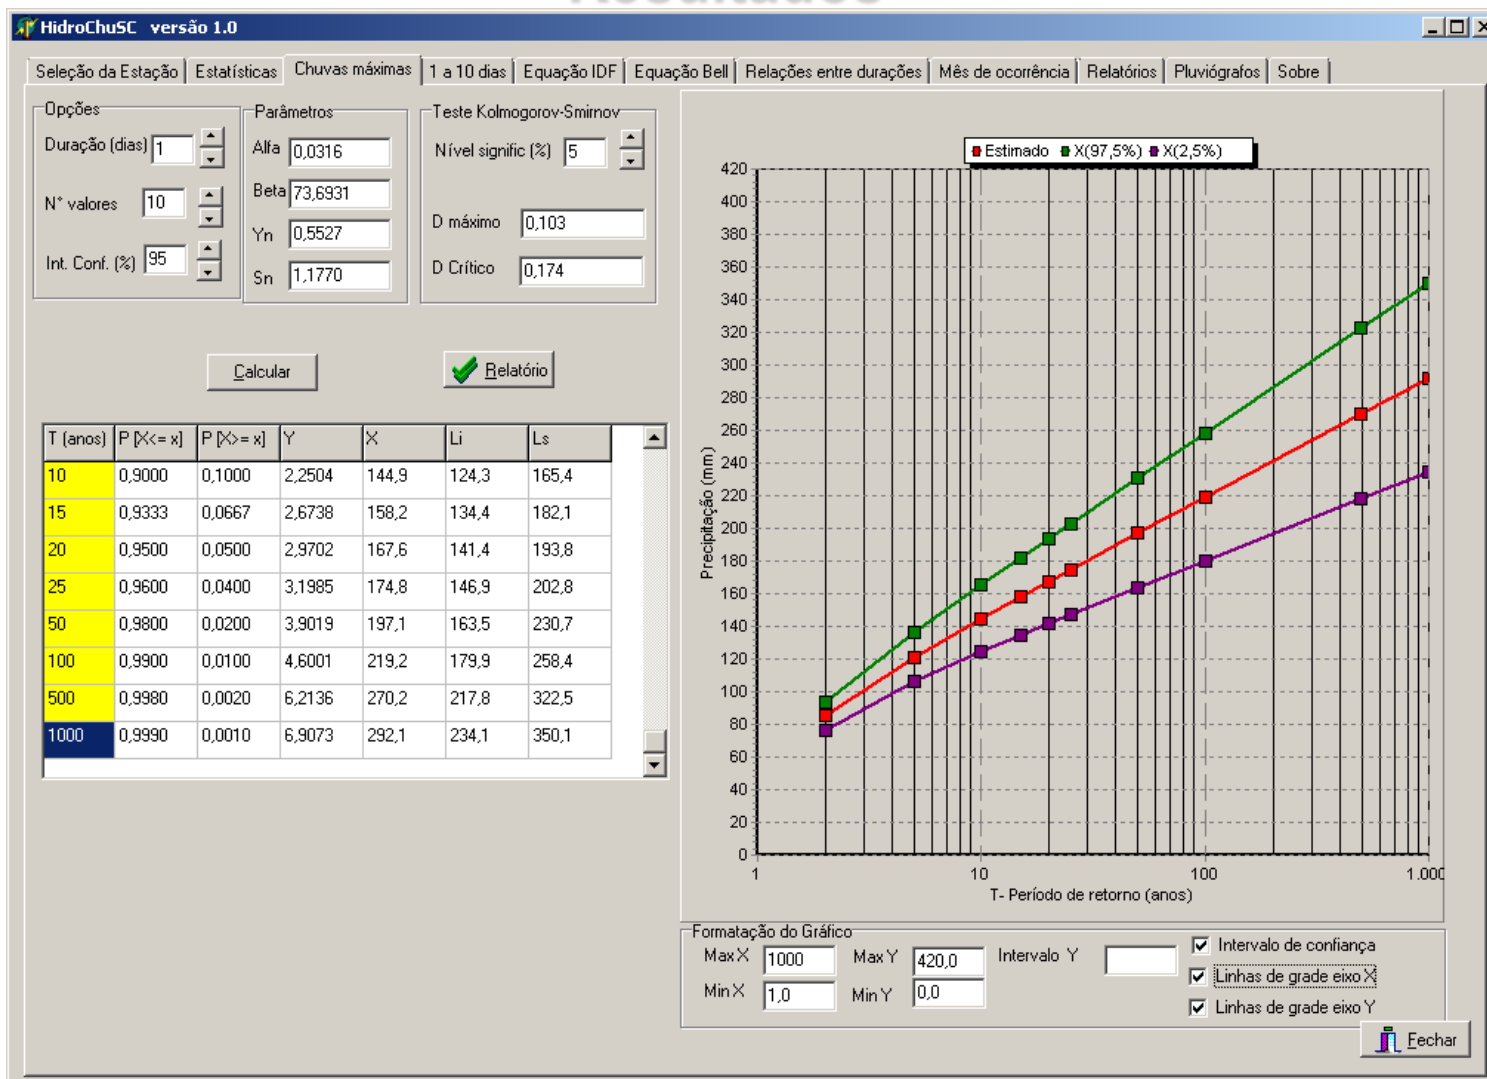 Resultados
HidroChuSC versão 1.0
Seleção da Estação Estatísticas Chuvas máximas 1 a 10 dias Equação IDF Equação Bell Relações entre durações Mês de ocorrência Relatórios Pluviógrafos Sobre
Opções
Duração (dias) 1
N° valores 10
Int. Conf. (%) 95
Parâmetros
Alfa 0,0316
Beta 73,6931
Yn 0,5527
Sn 1,1770
Teste Kolmogorov-Smirnov
Nível signific (%) 5
D máximo 0,103
D Crítico 0,174
Calcular
Relatório
T (anos) P [X<= x] P [X>= x] Y X Li Ls
10 0,9000 0,1000 2,2504 144,9 124,3 165,4
15 0,9333 0,0667 2,6738 158,2 134,4 182,1
20 0,9500 0,0500 2,9702 167,6 141,4 193,8
25 0,9600 0,0400 3,1985 174,8 146,9 202,8
50 0,9800 0,0200 3,9019 197,1 163,5 230,7
100 0,9900 0,0100 4,6001 219,2 179,9 258,4
500 0,9980 0,0020 6,2136 270,2 217,8 322,5
1000 0,9990 0,0010 6,9073 292,1 234,1 350,1
Estimado X(97,5%) X(2,5%)
420
400
380
360
340
320
300
280
260
240
220
200
180
160
140
120
100
80
60
40
20
0
Precipitação (mm)
1 10 100 1.000
T- Período de retorno (anos)
Formatação do Gráfico
Max X 1000 Max Y 420,0 Intervalo Y
Min X 1,0 Min Y 0,0
Intervalo de confiança
Linhas de grade eixo X
Linhas de grade eixo Y
Fechar